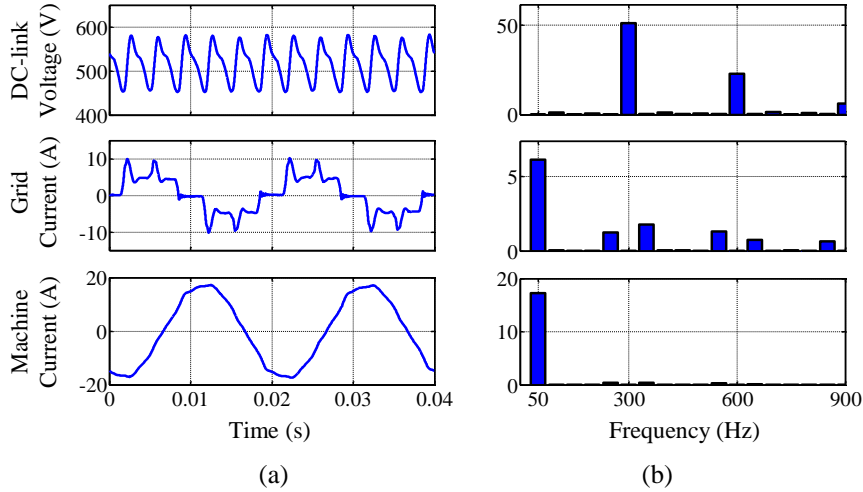 DC-link
Voltage (V)
600
500
400
50
0
Grid
Current (A)
10
0
-10
5
0
Machine
Current (A)
20
0
-20
0
0.01
0.02
0.03
0.04
Time (s)
20
10
0
50
300
600
900
Frequency (Hz)
(a)
(b)